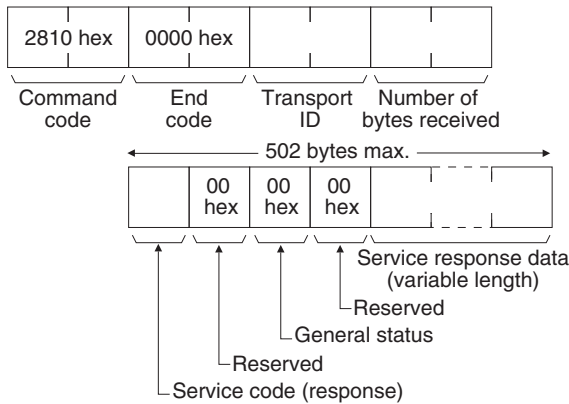 2810 hex 0000 hex
Command code
End code
Transport ID
Number of bytes received
502 bytes max.
00 hex
00 hex
00 hex
Service response data (variable length)
Reserved
General status
Reserved
Service code (response)